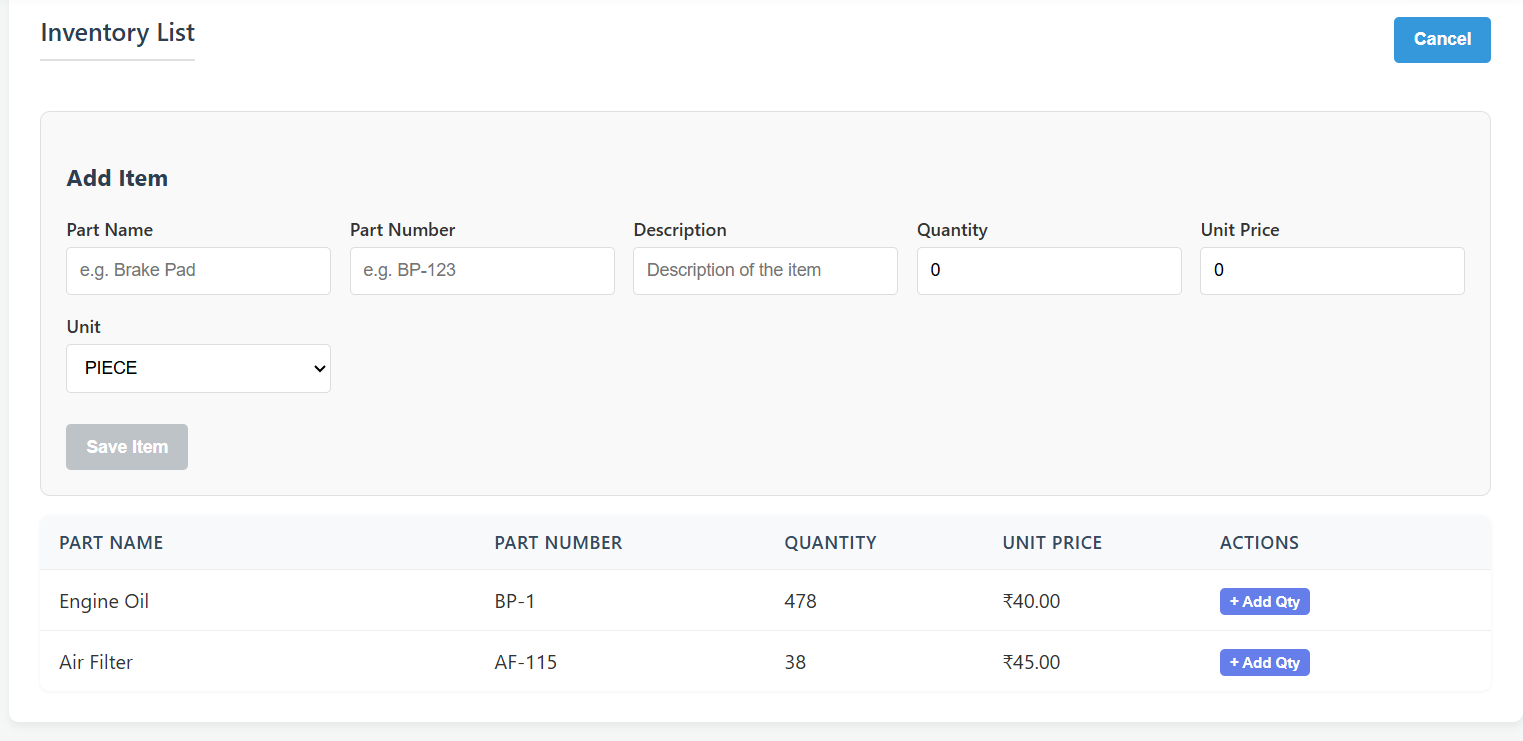 Inventory List
Cancel
Add Item
Part Name Part Number Description Quantity Unit Price
e.g. Brake Pad e.g. BP-123 Description of the item 0 0
Unit
PIECE
Save Item
PART NAME PART NUMBER QUANTITY UNIT PRICE ACTIONS
Engine Oil BP-1 478 ₹40.00 + Add Qty
Air Filter AF-115 38 ₹45.00 + Add Qty